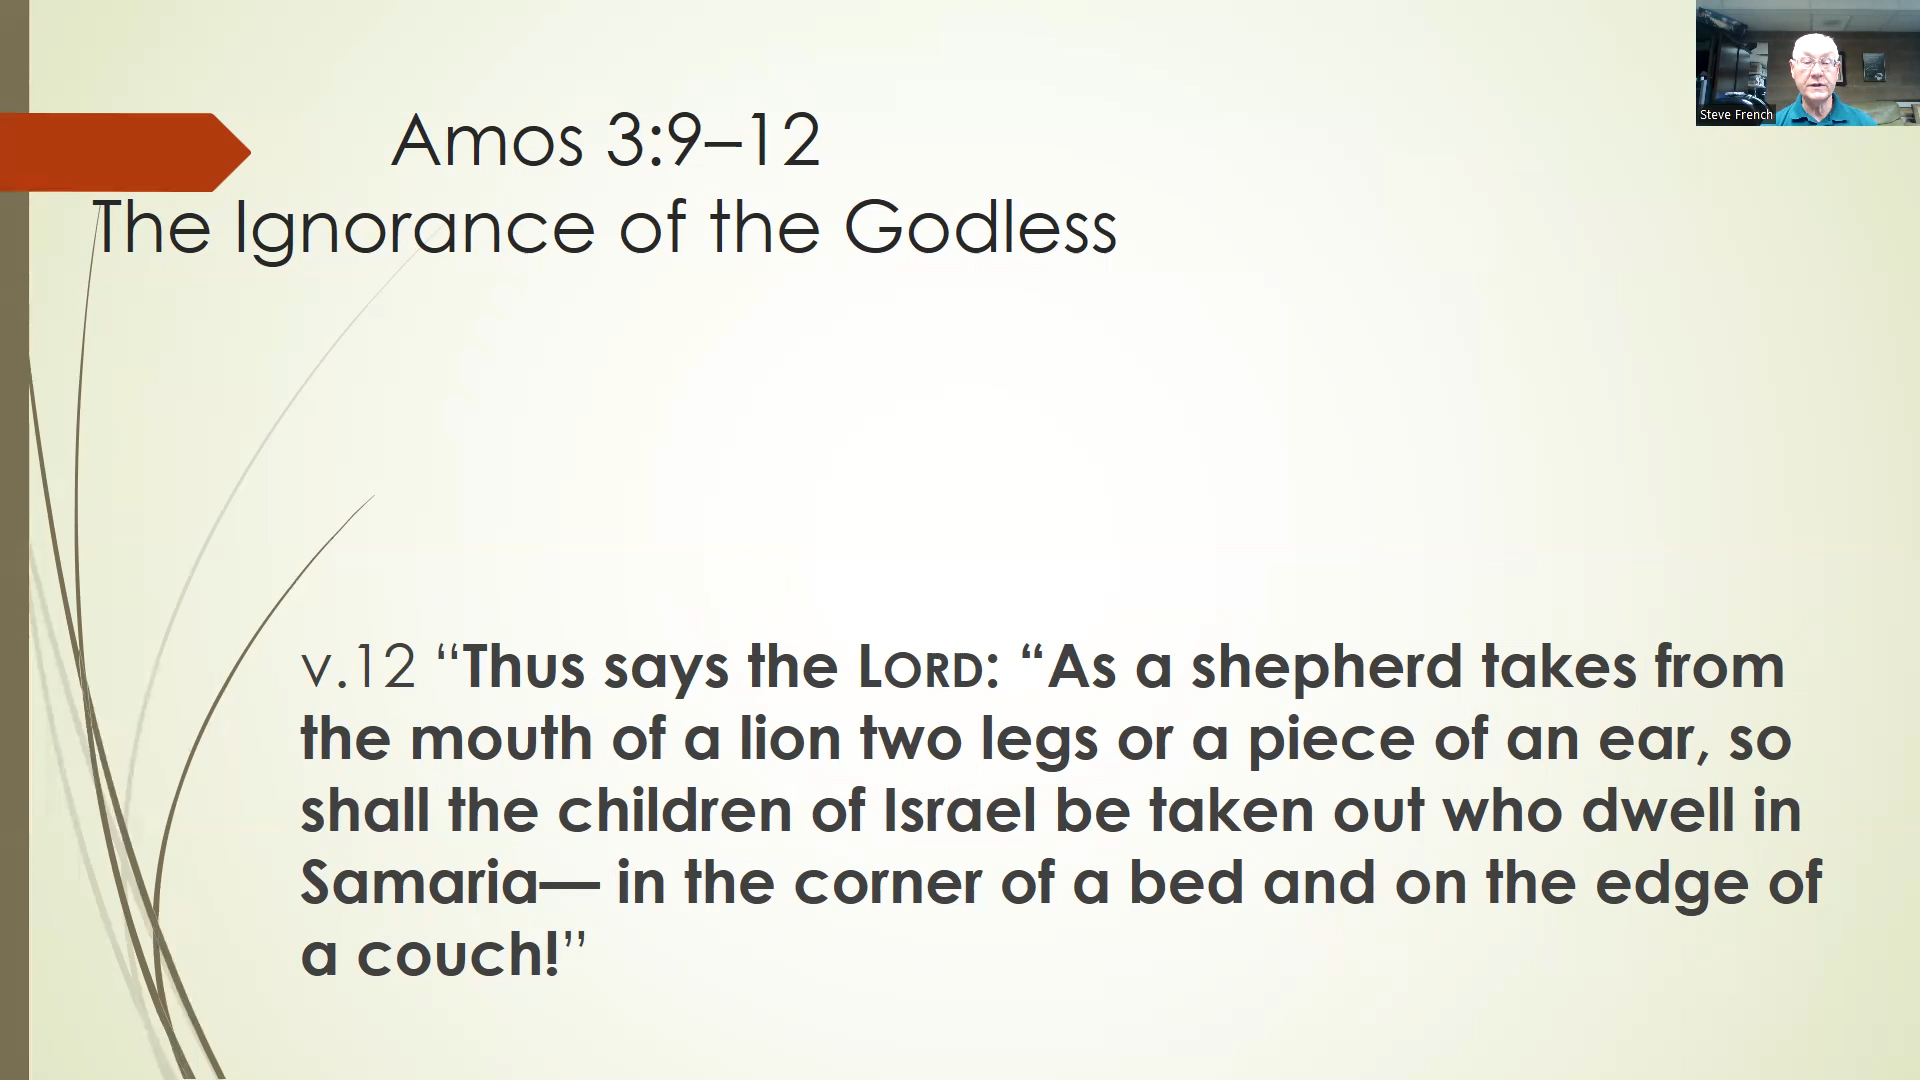 Steve French
Amos 3:9–12
The Ignorance of the Godless
v.12 “Thus says the LORD: “As a shepherd takes from
the mouth of a lion two legs or a piece of an ear, so
shall the children of Israel be taken out who dwell in
Samaria— in the corner of a bed and on the edge of
a couch!”